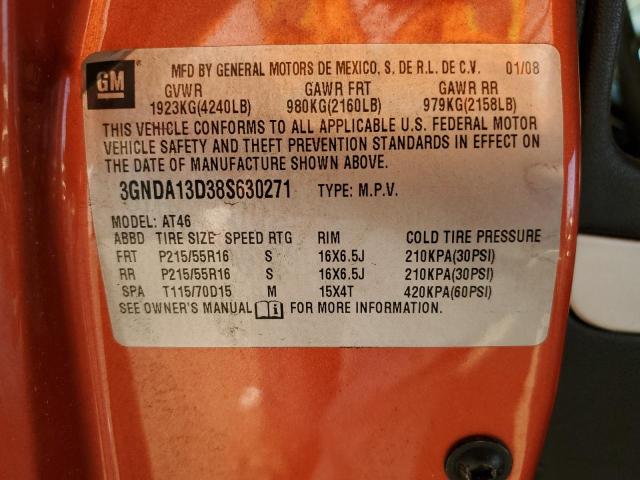 GM
MFD BY GENERAL MOTORS DE MEXICO, S. DE R.L. DE C.V. 01/08
GVWR GAWR FRT GAWR RR
1923KG(4240LB) 980KG(2160LB) 979KG(2158LB)
THIS VEHICLE CONFORMS TO ALL APPLICABLE U.S. FEDERAL MOTOR
VEHICLE SAFETY AND THEFT PREVENTION STANDARDS IN EFFECT ON
THE DATE OF MANUFACTURE SHOWN ABOVE.
3GNDA13D38S630271 TYPE: M.P.V.
MODEL: AT46
ABBD TIRE SIZE SPEED RTG RIM COLD TIRE PRESSURE
FRT P215/55R16 S 16X6.5J 210KPA(30PSI)
RR P215/55R16 S 16X6.5J 210KPA(30PSI)
SPA T115/70D15 M 15X4T 420KPA(60PSI)
SEE OWNER'S MANUAL FOR MORE INFORMATION.